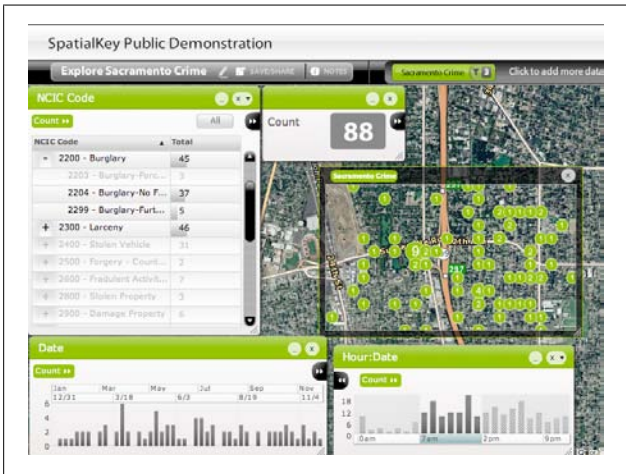 SpatialKey Public Demonstration
Explore Sacramento Crime SAVE/SHARE NOTES Sacramento Crime Click to add more data
NCIC Code
Count
All
NCIC Code Total
2200 - Burglary 45
2203 - Burglary-Forc... 3
2204 - Burglary-No F... 37
2299 - Burglary-Furt... 5
2300 - Larceny 46
2400 - Stolen Vehicle 31
2500 - Forgery - Count... 2
2600 - Fradulent Activit... 7
2800 - Stolen Property 3
2900 - Damage Property 6
Count 88
Sacramento Crime
Date
Count
Jan Mar May Jul Sep Nov
12/31 3/18 6/3 8/19 11/4
6
4
2
0
Hour:Date
Count
18
12
6
0
0am 7am 2pm 9pm